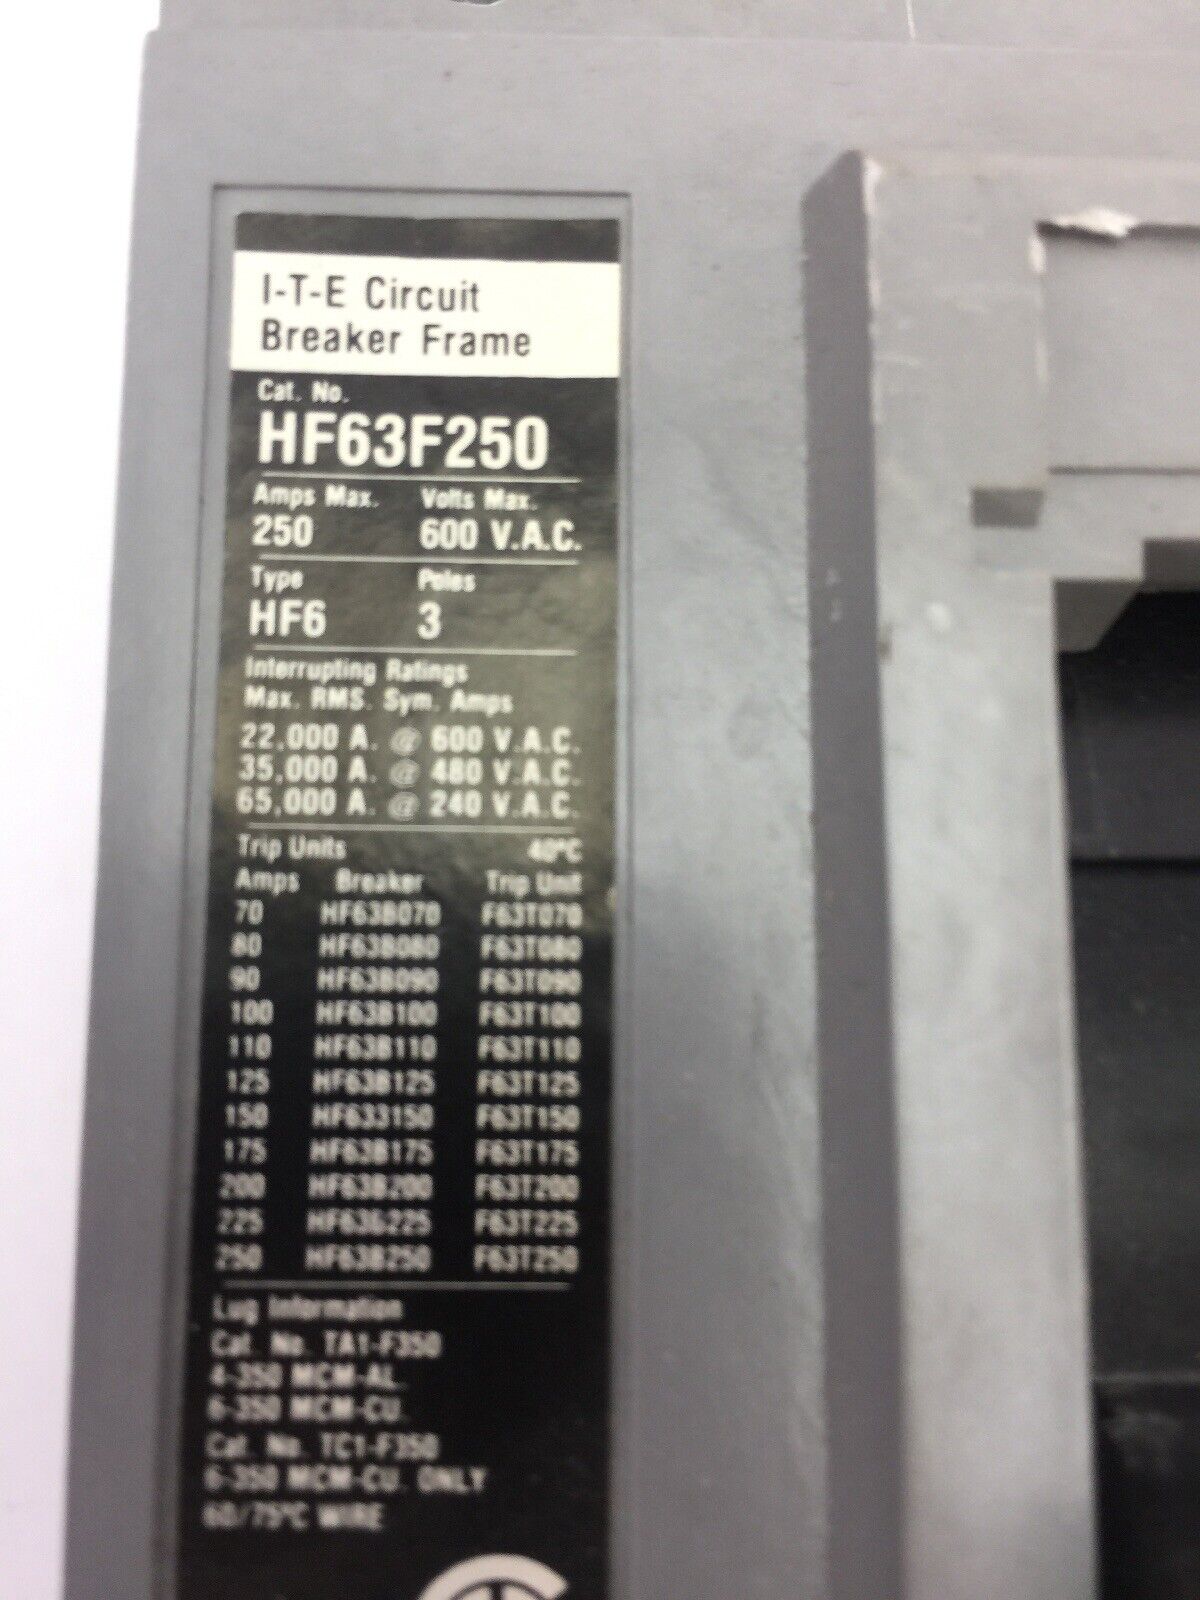 I-T-E Circuit
Breaker Frame
Cat. No.
HF63F250
Amps Max. Volts Max.
250 600 V.A.C.
Type Poles
HF6 3
Interrupting Ratings
Max. RMS. Sym. Amps
22,000 A. @ 600 V.A.C.
35,000 A. @ 480 V.A.C.
65,000 A. @ 240 V.A.C.
Trip Units 40°C
Amps Breaker Trip Unit
70 HF63B070 F63T070
80 HF63B080 F63T080
90 HF63B090 F63T090
100 HF63B100 F63T100
110 HF63B110 F63T110
125 HF63B125 F63T125
150 HF633150 F63T150
175 HF63B175 F63T175
200 HF63B200 F63T200
225 F63T225
250 HF63B250 F63T250
Lug Information
Cat. No. TA1-F350
4-350 MCM-AL.
6-350 MCM-CU.
Cat. No. TC1-F350
6-350 MCM-CU. ONLY
60/75°C WIRE